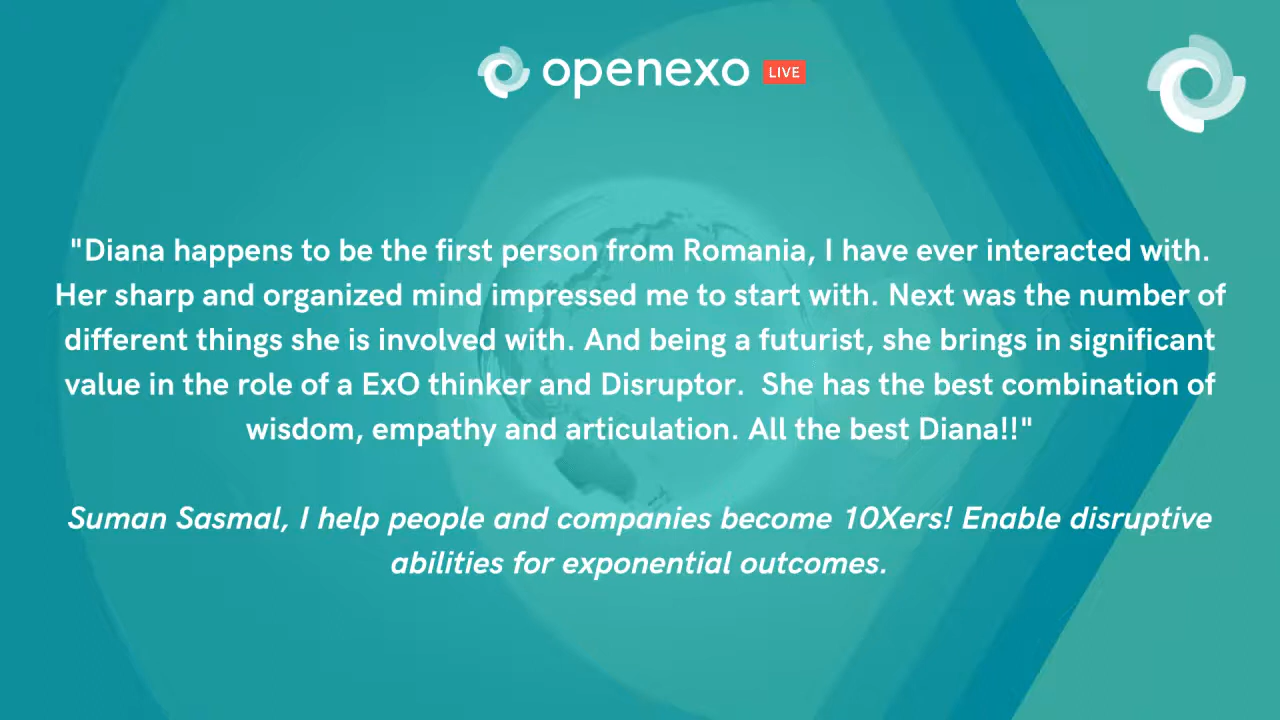 openexo LIVE
"Diana happens to be the first person from Romania, I have ever interacted with.
Her sharp and organized mind impressed me to start with. Next was the number of
different things she is involved with. And being a futurist, she brings in significant
value in the role of a ExO thinker and Disruptor.  She has the best combination of
wisdom, empathy and articulation. All the best Diana!!"
Suman Sasmal, I help people and companies become 10Xers! Enable disruptive
abilities for exponential outcomes.